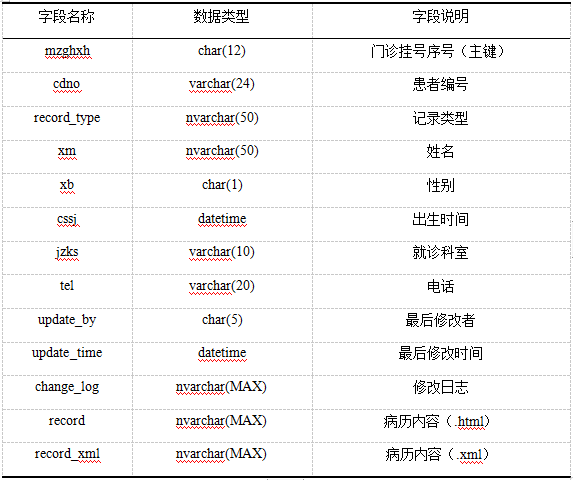 字段名称 数据类型 字段说明
mzghxh char(12) 门诊挂号序号（主键）
cdno varchar(24) 患者编号
record_type nvarchar(50) 记录类型
xm nvarchar(50) 姓名
xb char(1) 性别
cssj datetime 出生时间
jzks varchar(10) 就诊科室
tel varchar(20) 电话
update_by char(5) 最后修改者
update_time datetime 最后修改时间
change_log nvarchar(MAX) 修改日志
record nvarchar(MAX) 病历内容（.html）
record_xml nvarchar(MAX) 病历内容（.xml）